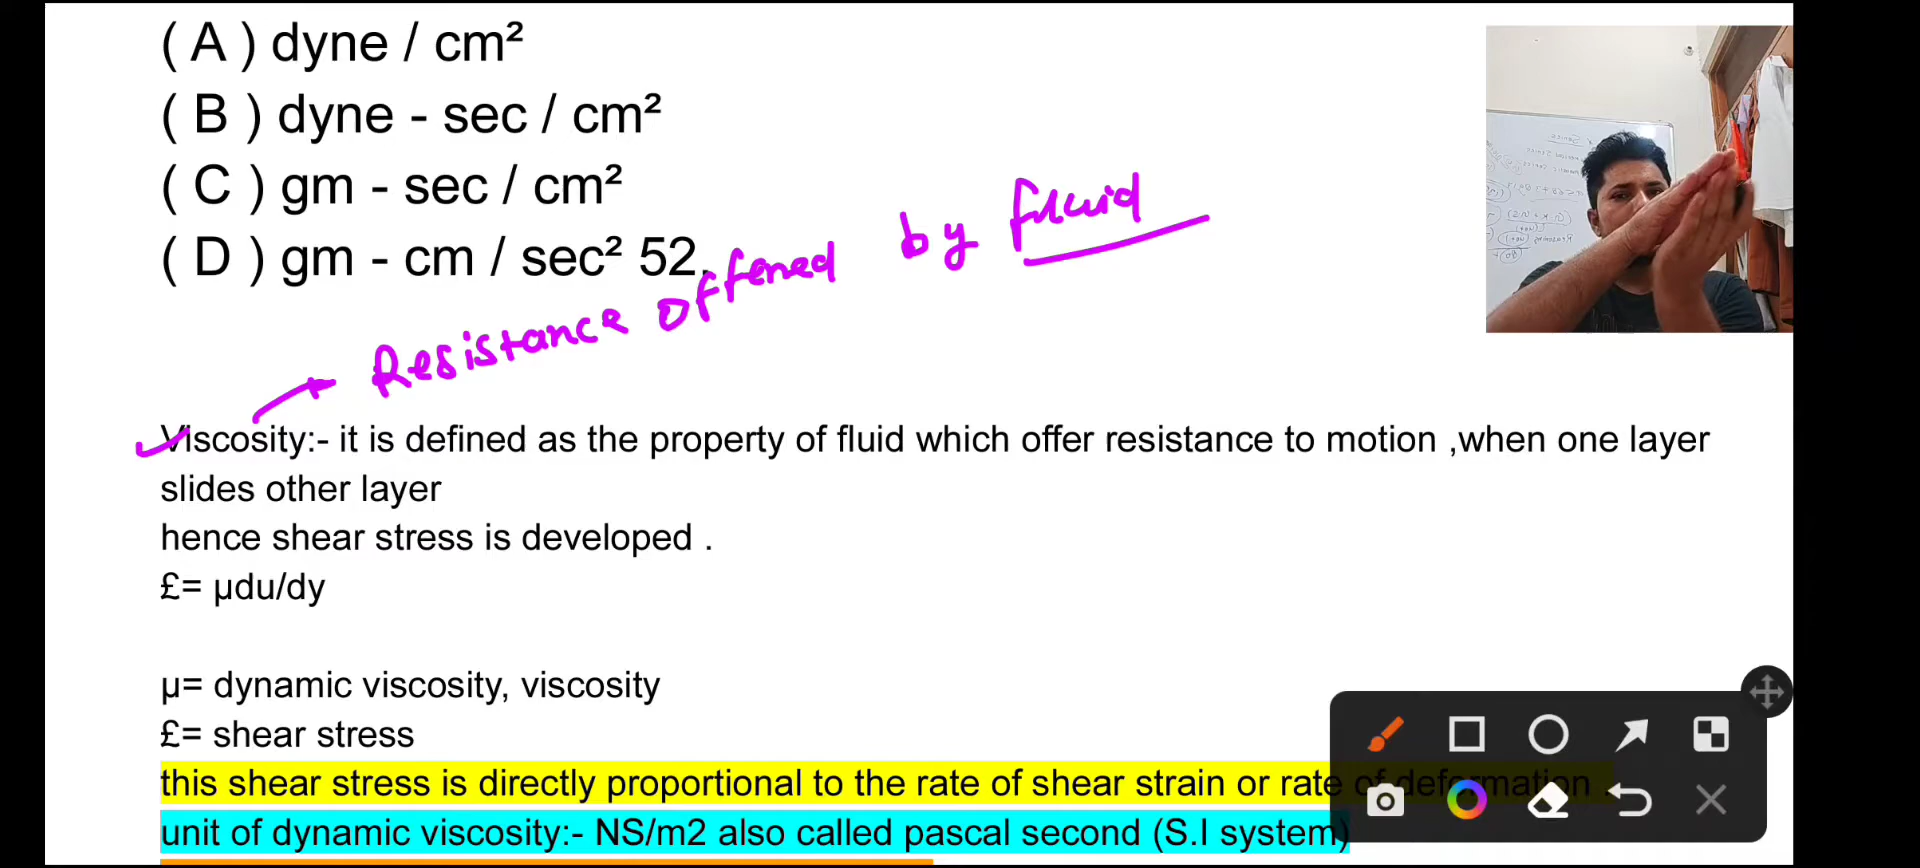 ( A ) dyne / cm²
( B ) dyne - sec / cm²
( C ) gm - sec / cm²
( D ) gm - cm / sec² 52.
Resistance offered by fluid
Viscosity:- it is defined as the property of fluid which offer resistance to motion ,when one layer
slides other layer
hence shear stress is developed .
£= µdu/dy
µ= dynamic viscosity, viscosity
£= shear stress
this shear stress is directly proportional to the rate of shear strain or rate of deformation
unit of dynamic viscosity:- NS/m2 also called pascal second (S.I system)